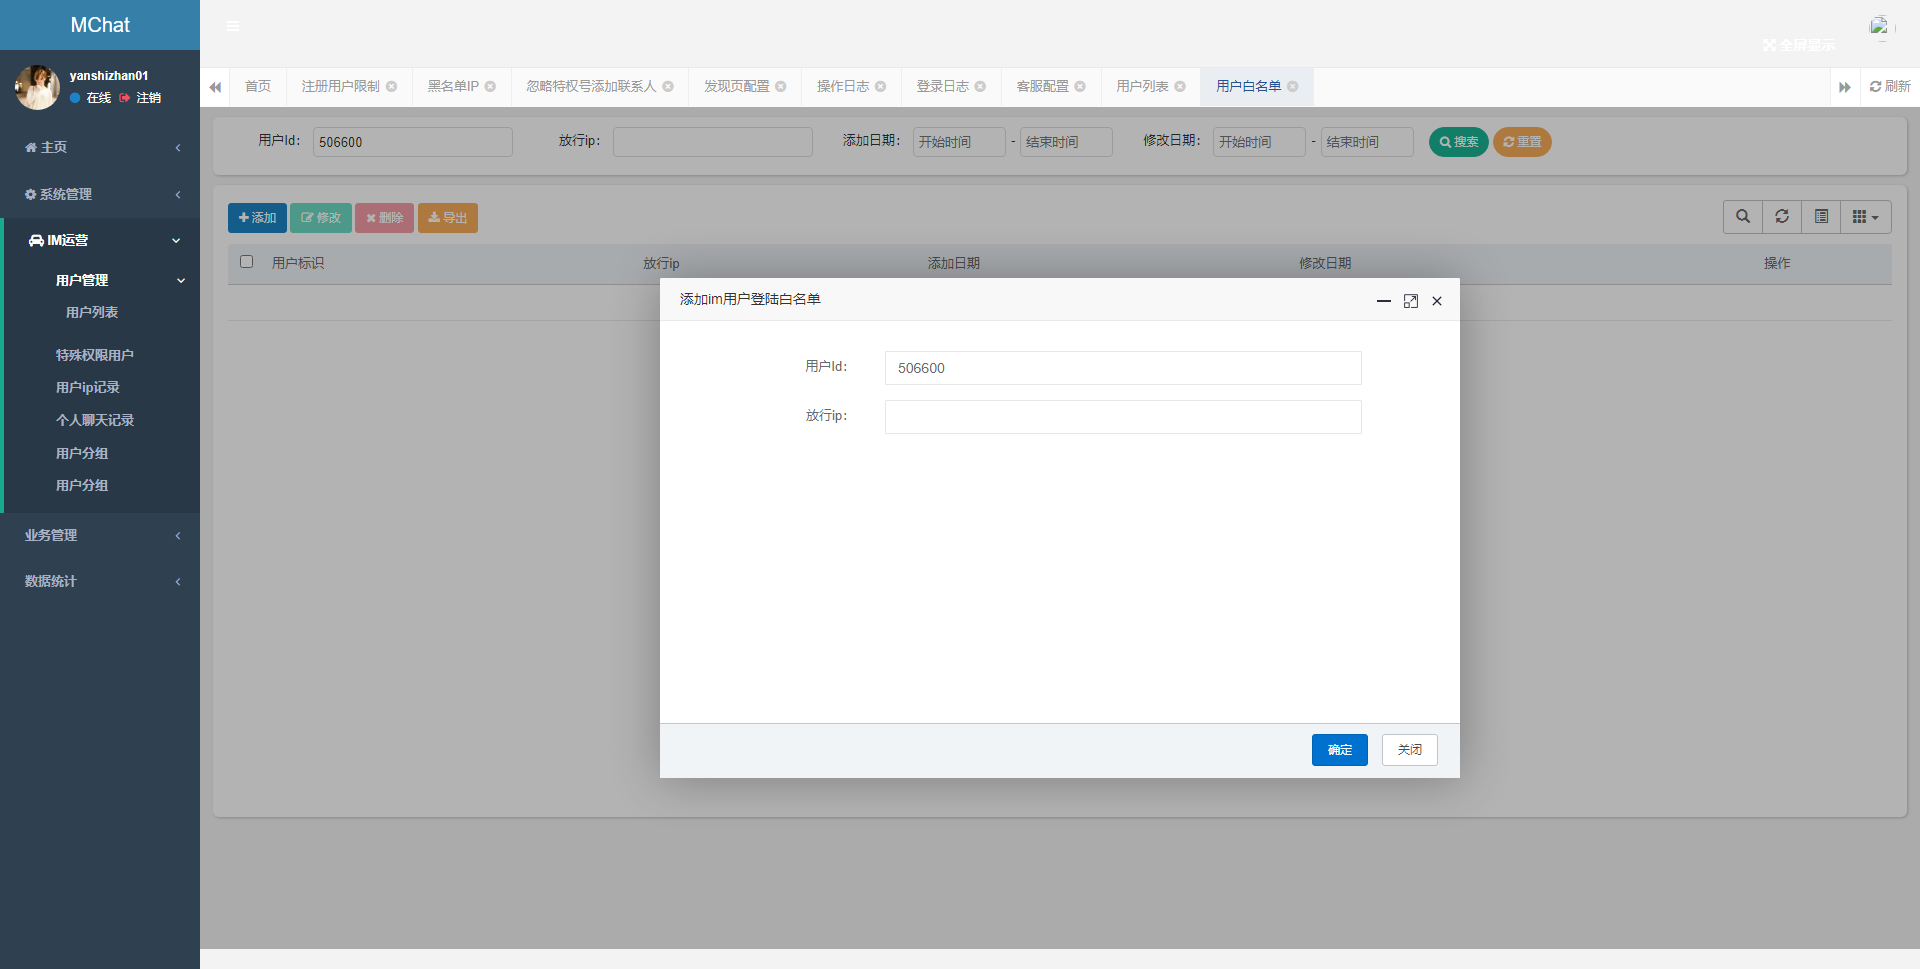 MChat
yanshizhan01
在线 注销
主页
系统管理
IM运营
用户管理
用户列表
特殊权限用户
用户ip记录
个人聊天记录
用户分组
用户分组
业务管理
数据统计
全屏显示
首页 注册用户限制 黑名单IP 忽略特权号添加联系人 发现页配置 操作日志 登录日志 客服配置 用户列表 用户白名单 刷新
用户Id： 506600 放行ip： 添加日期： 开始时间 - 结束时间 修改日期： 开始时间 - 结束时间 搜索 重置
添加 修改 删除 导出
用户标识 放行ip 添加日期 修改日期 操作
添加im用户登陆白名单
用户Id： 506600
放行ip：
确定 关闭